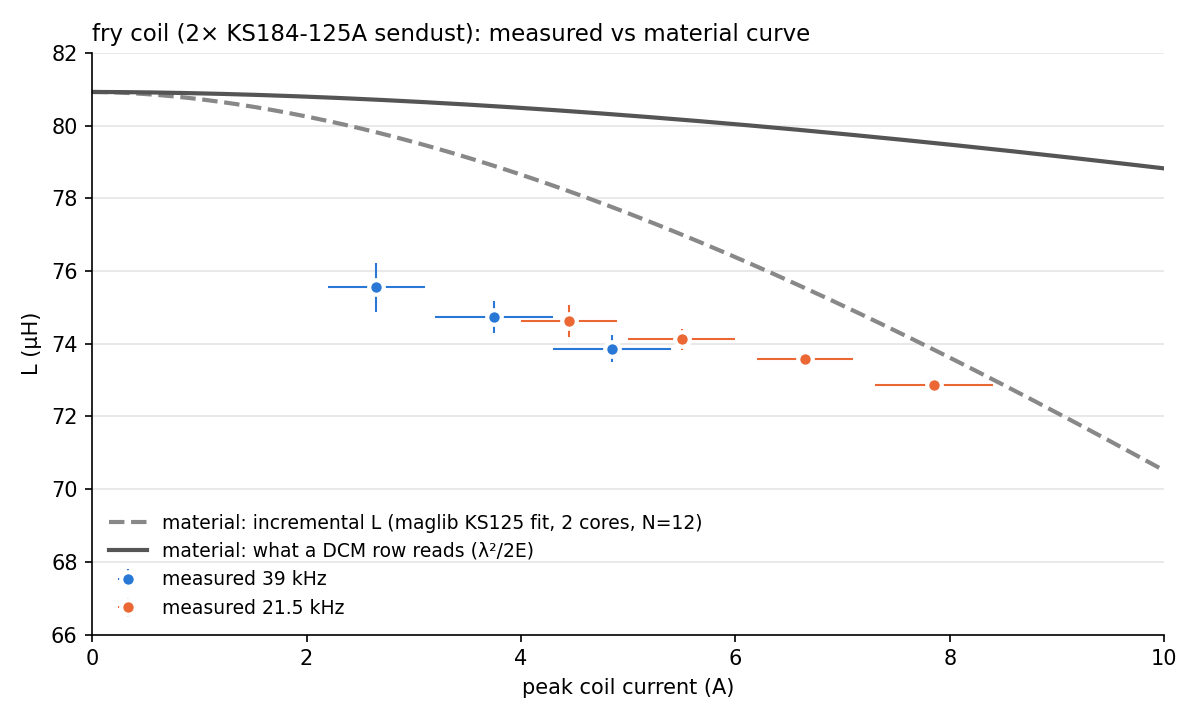 fry coil (2× KS184-125A sendust): measured vs material curve
82
80
78
76
74
72
70
68
66
L (μH)
material: incremental L (maglib KS125 fit, 2 cores, N=12)
material: what a DCM row reads (λ²/2E)
measured 39 kHz
measured 21.5 kHz
0 2 4 6 8 10
peak coil current (A)